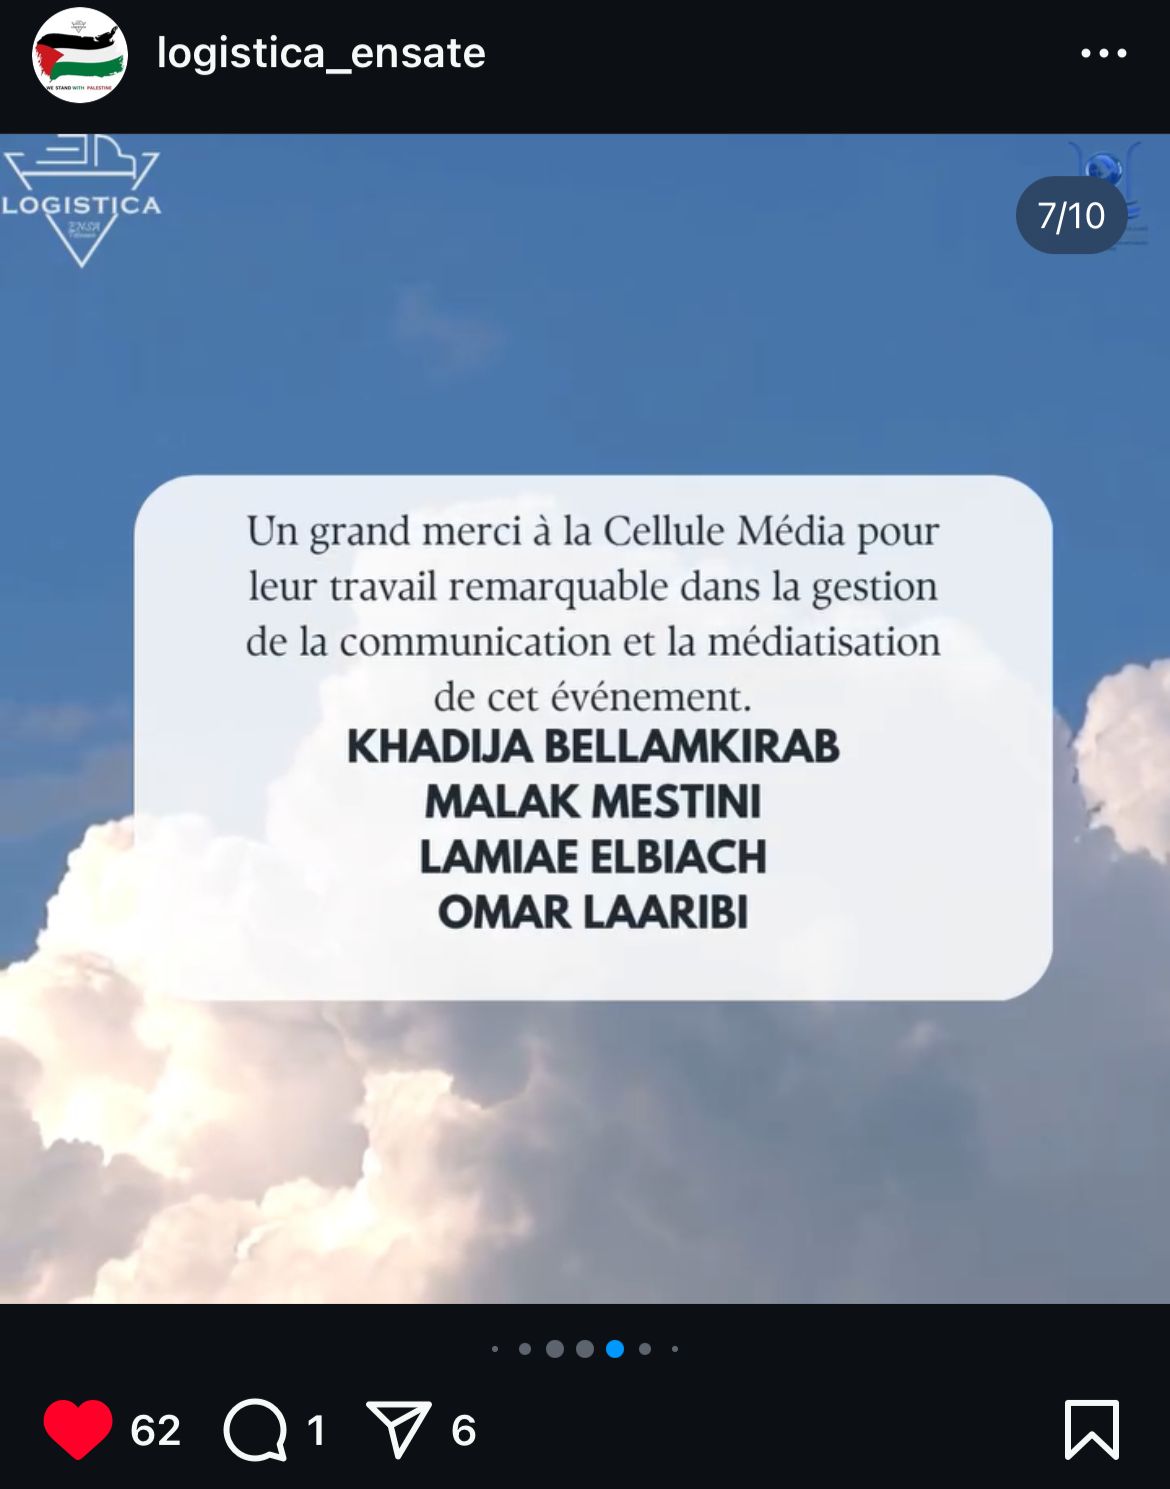 logistica_ensate
WE STAND WITH PALESTINE
LOGISTICA
ENSA
7/10
Un grand merci à la Cellule Média pour
leur travail remarquable dans la gestion
de la communication et la médiatisation
de cet événement.
KHADIJA BELLAMKIRAB
MALAK MESTINI
LAMIAE ELBIACH
OMAR LAARIBI
62
1
6